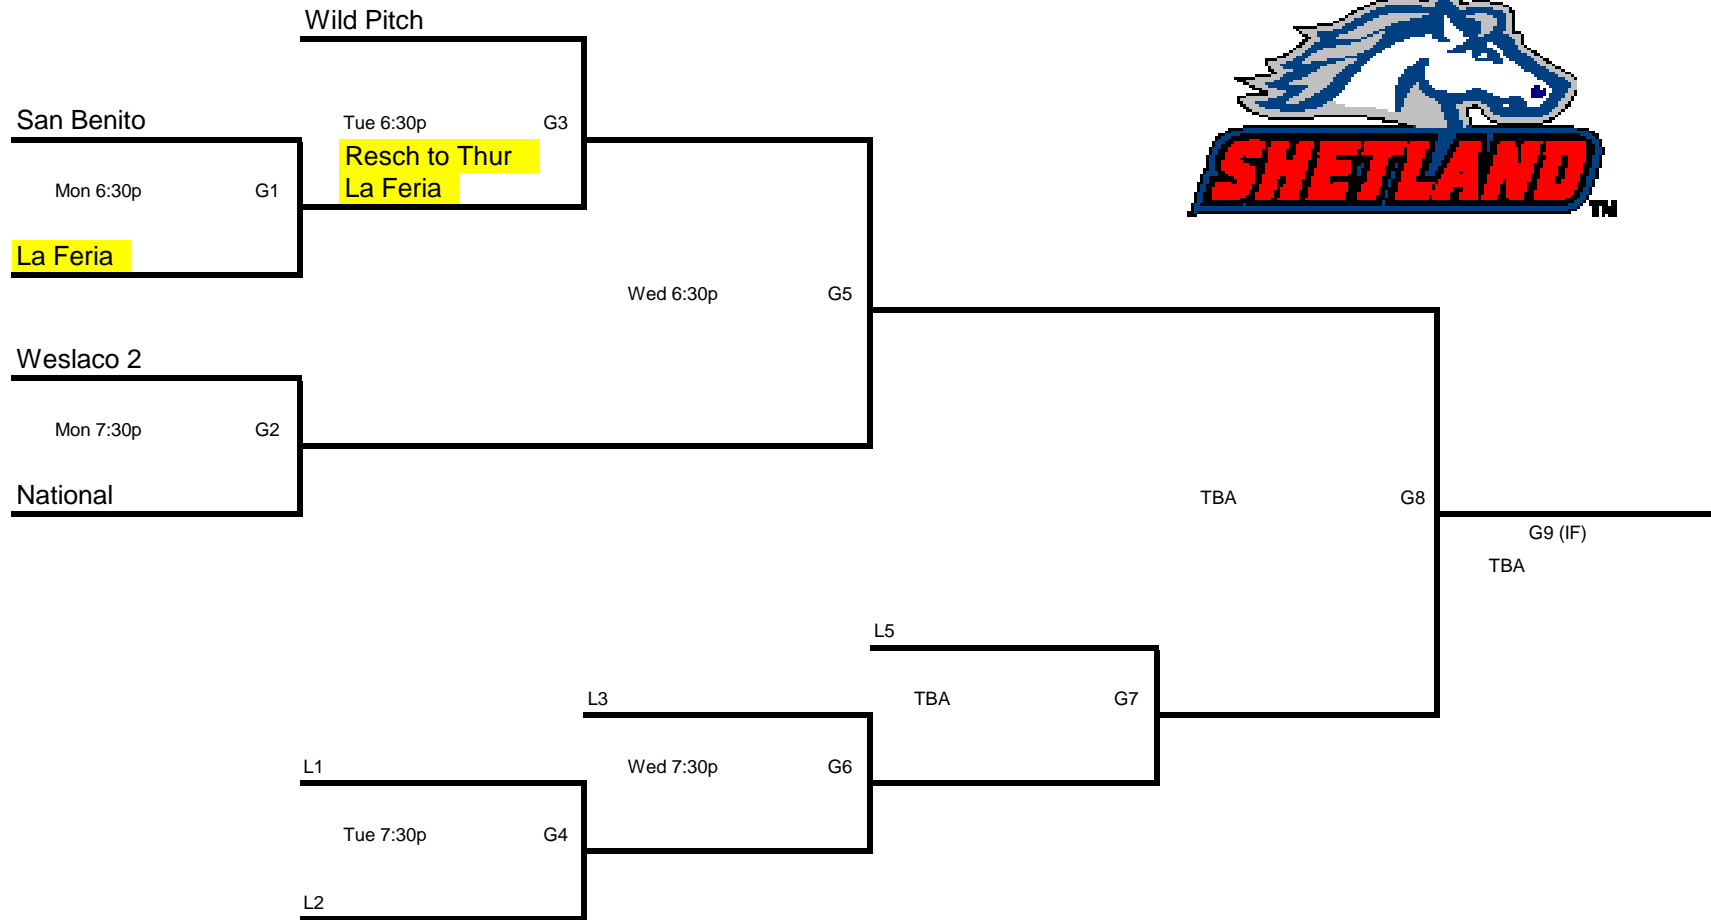 Wild Pitch
San Benito
Tue 6:30p G3
Resch to Thur
La Feria
Mon 6:30p G1
La Feria
SHETLAND TM
Wed 6:30p G5
Weslaco 2
Mon 7:30p G2
National
TBA G8
G9 (IF)
TBA
L5
L3
TBA G7
L1
Wed 7:30p G6
Tue 7:30p G4
L2